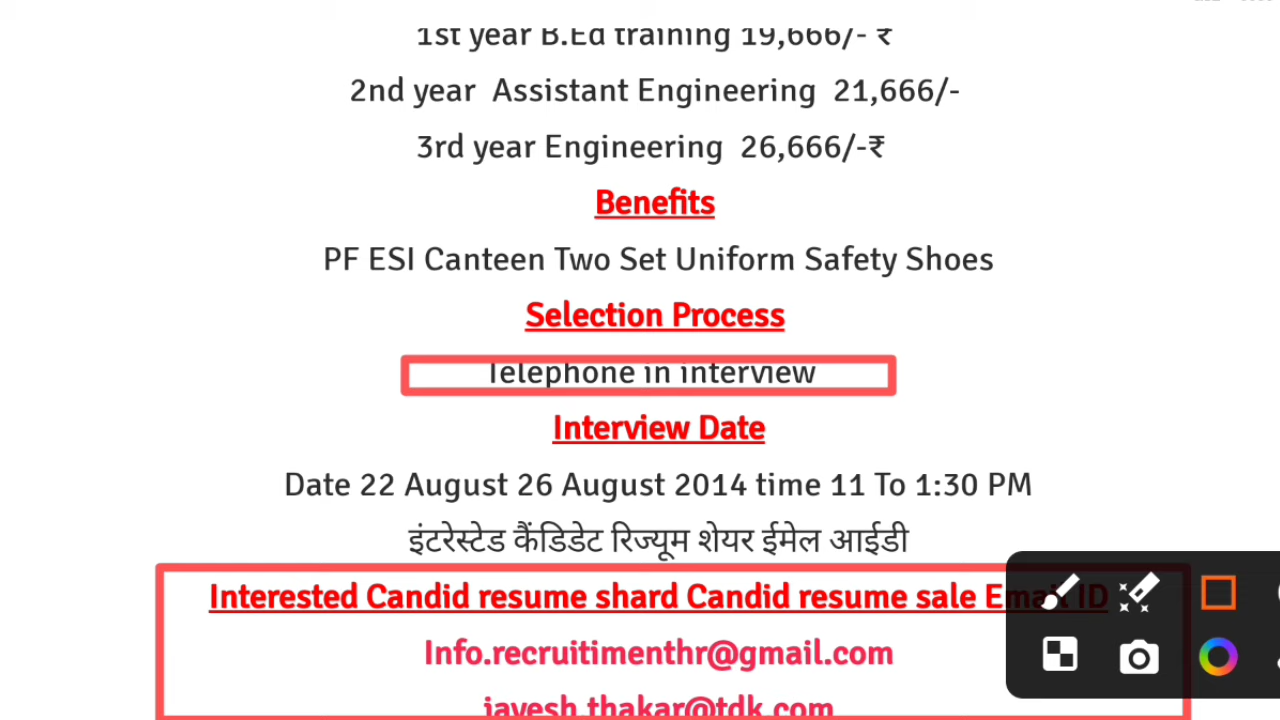 1st year B.Ed training 19,666/- ₹
2nd year Assistant Engineering 21,666/-
3rd year Engineering 26,666/-₹
Benefits
PF ESI Canteen Two Set Uniform Safety Shoes
Selection Process
Telephone in interview
Interview Date
Date 22 August 26 August 2014 time 11 To 1:30 PM
इंटरेस्टेड कैंडिडेट रिज्यूम शेयर ईमेल आईडी
Interested Candid resume shard Candid resume sale Email ID
Info.recruitimenthr@gmail.com
jayesh.thakar@tdk.com